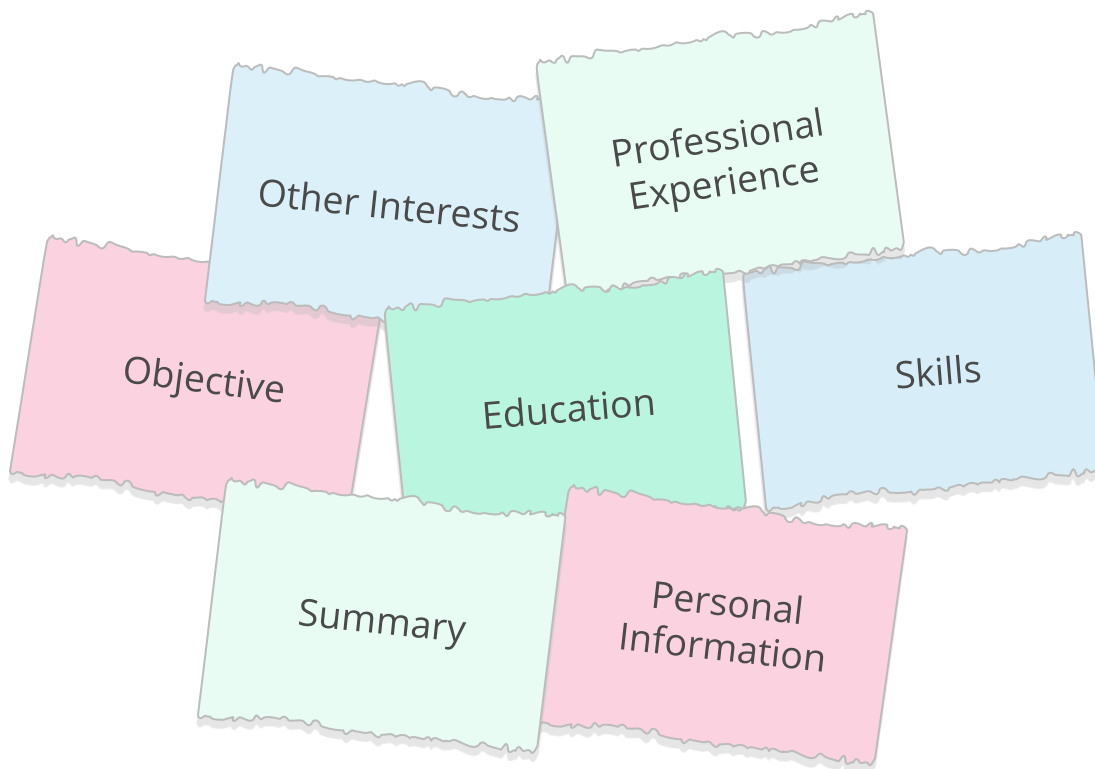 Professional
Experience
Other Interests
Objective
Education
Skills
Summary
Personal
Information